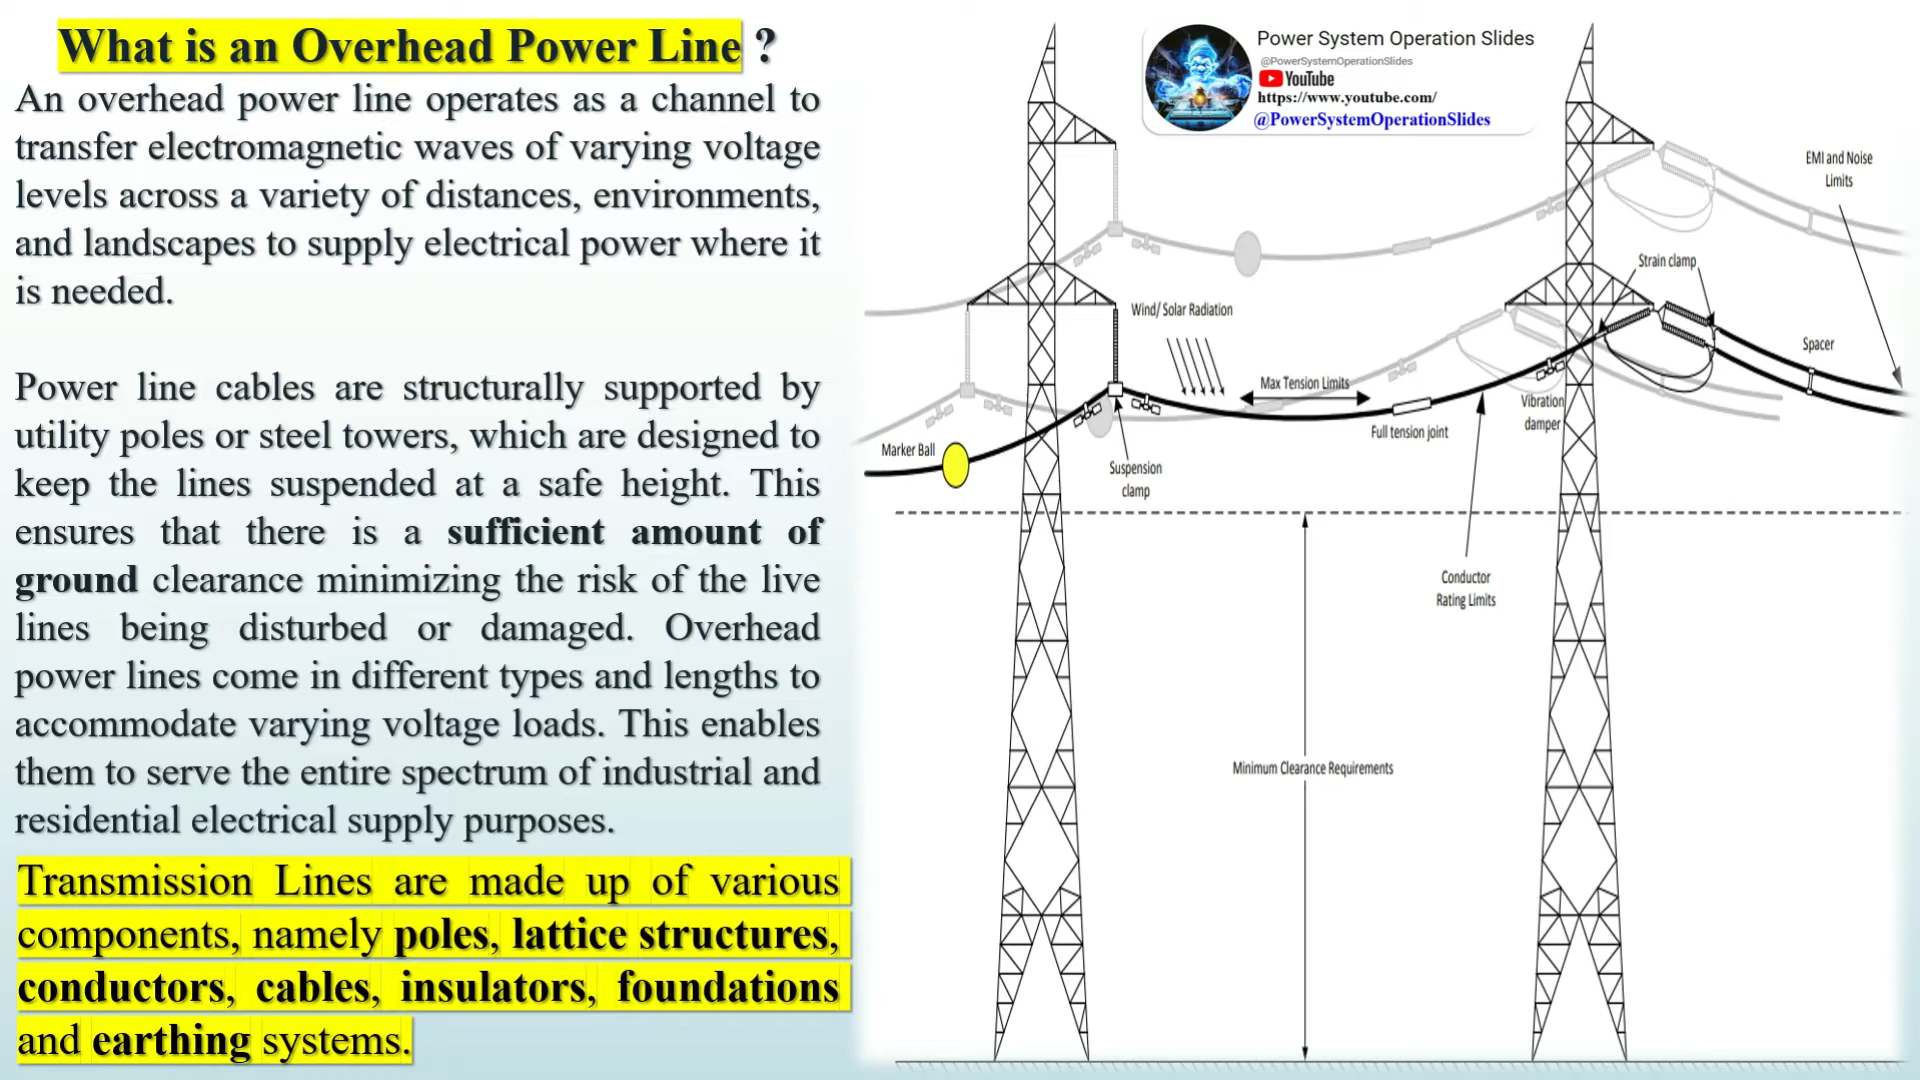 What is an Overhead Power Line ?
An overhead power line operates as a channel to
transfer electromagnetic waves of varying voltage
levels across a variety of distances, environments,
and landscapes to supply electrical power where it
is needed.
Power line cables are structurally supported by
utility poles or steel towers, which are designed to
keep the lines suspended at a safe height. This
ensures that there is a sufficient amount of
ground clearance minimizing the risk of the live
lines being disturbed or damaged. Overhead
power lines come in different types and lengths to
accommodate varying voltage loads. This enables
them to serve the entire spectrum of industrial and
residential electrical supply purposes.
Transmission Lines are made up of various
components, namely poles, lattice structures,
conductors, cables, insulators, foundations
and earthing systems.
Power System Operation Slides
@PowerSystemOperationSlides
YouTube
https://www.youtube.com/
@PowerSystemOperationSlides
EMI and Noise
Limits
Strain clamp
Wind/ Solar Radiation
Spacer
Max Tension Limits
Vibration
damper
Full tension joint
Marker Ball
Suspension
clamp
Conductor
Rating Limits
Minimum Clearance Requirements